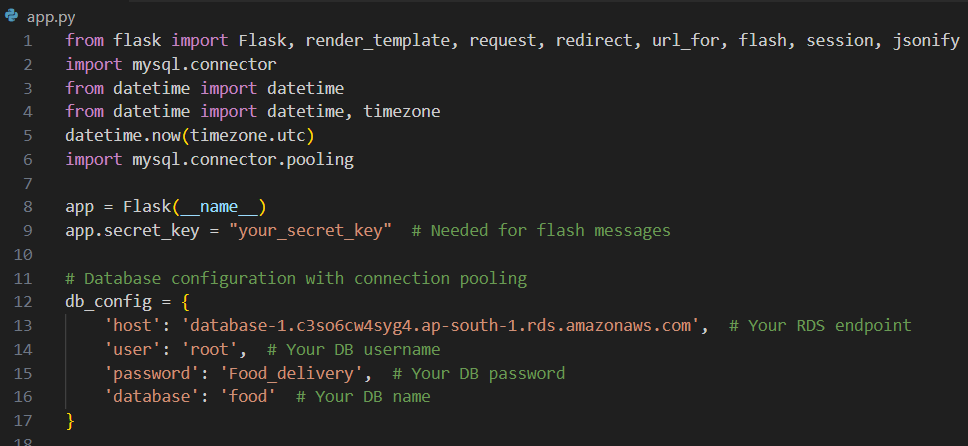 app.py
1 from flask import Flask, render_template, request, redirect, url_for, flash, session, jsonify
2 import mysql.connector
3 from datetime import datetime
4 from datetime import datetime, timezone
5 datetime.now(timezone.utc)
6 import mysql.connector.pooling
7
8 app = Flask(__name__)
9 app.secret_key = "your_secret_key"  # Needed for flash messages
10
11 # Database configuration with connection pooling
12 db_config = {
13     'host': 'database-1.c3so6cw4syg4.ap-south-1.rds.amazonaws.com',  # Your RDS endpoint
14     'user': 'root',  # Your DB username
15     'password': 'Food_delivery',  # Your DB password
16     'database': 'food'  # Your DB name
17 }
18